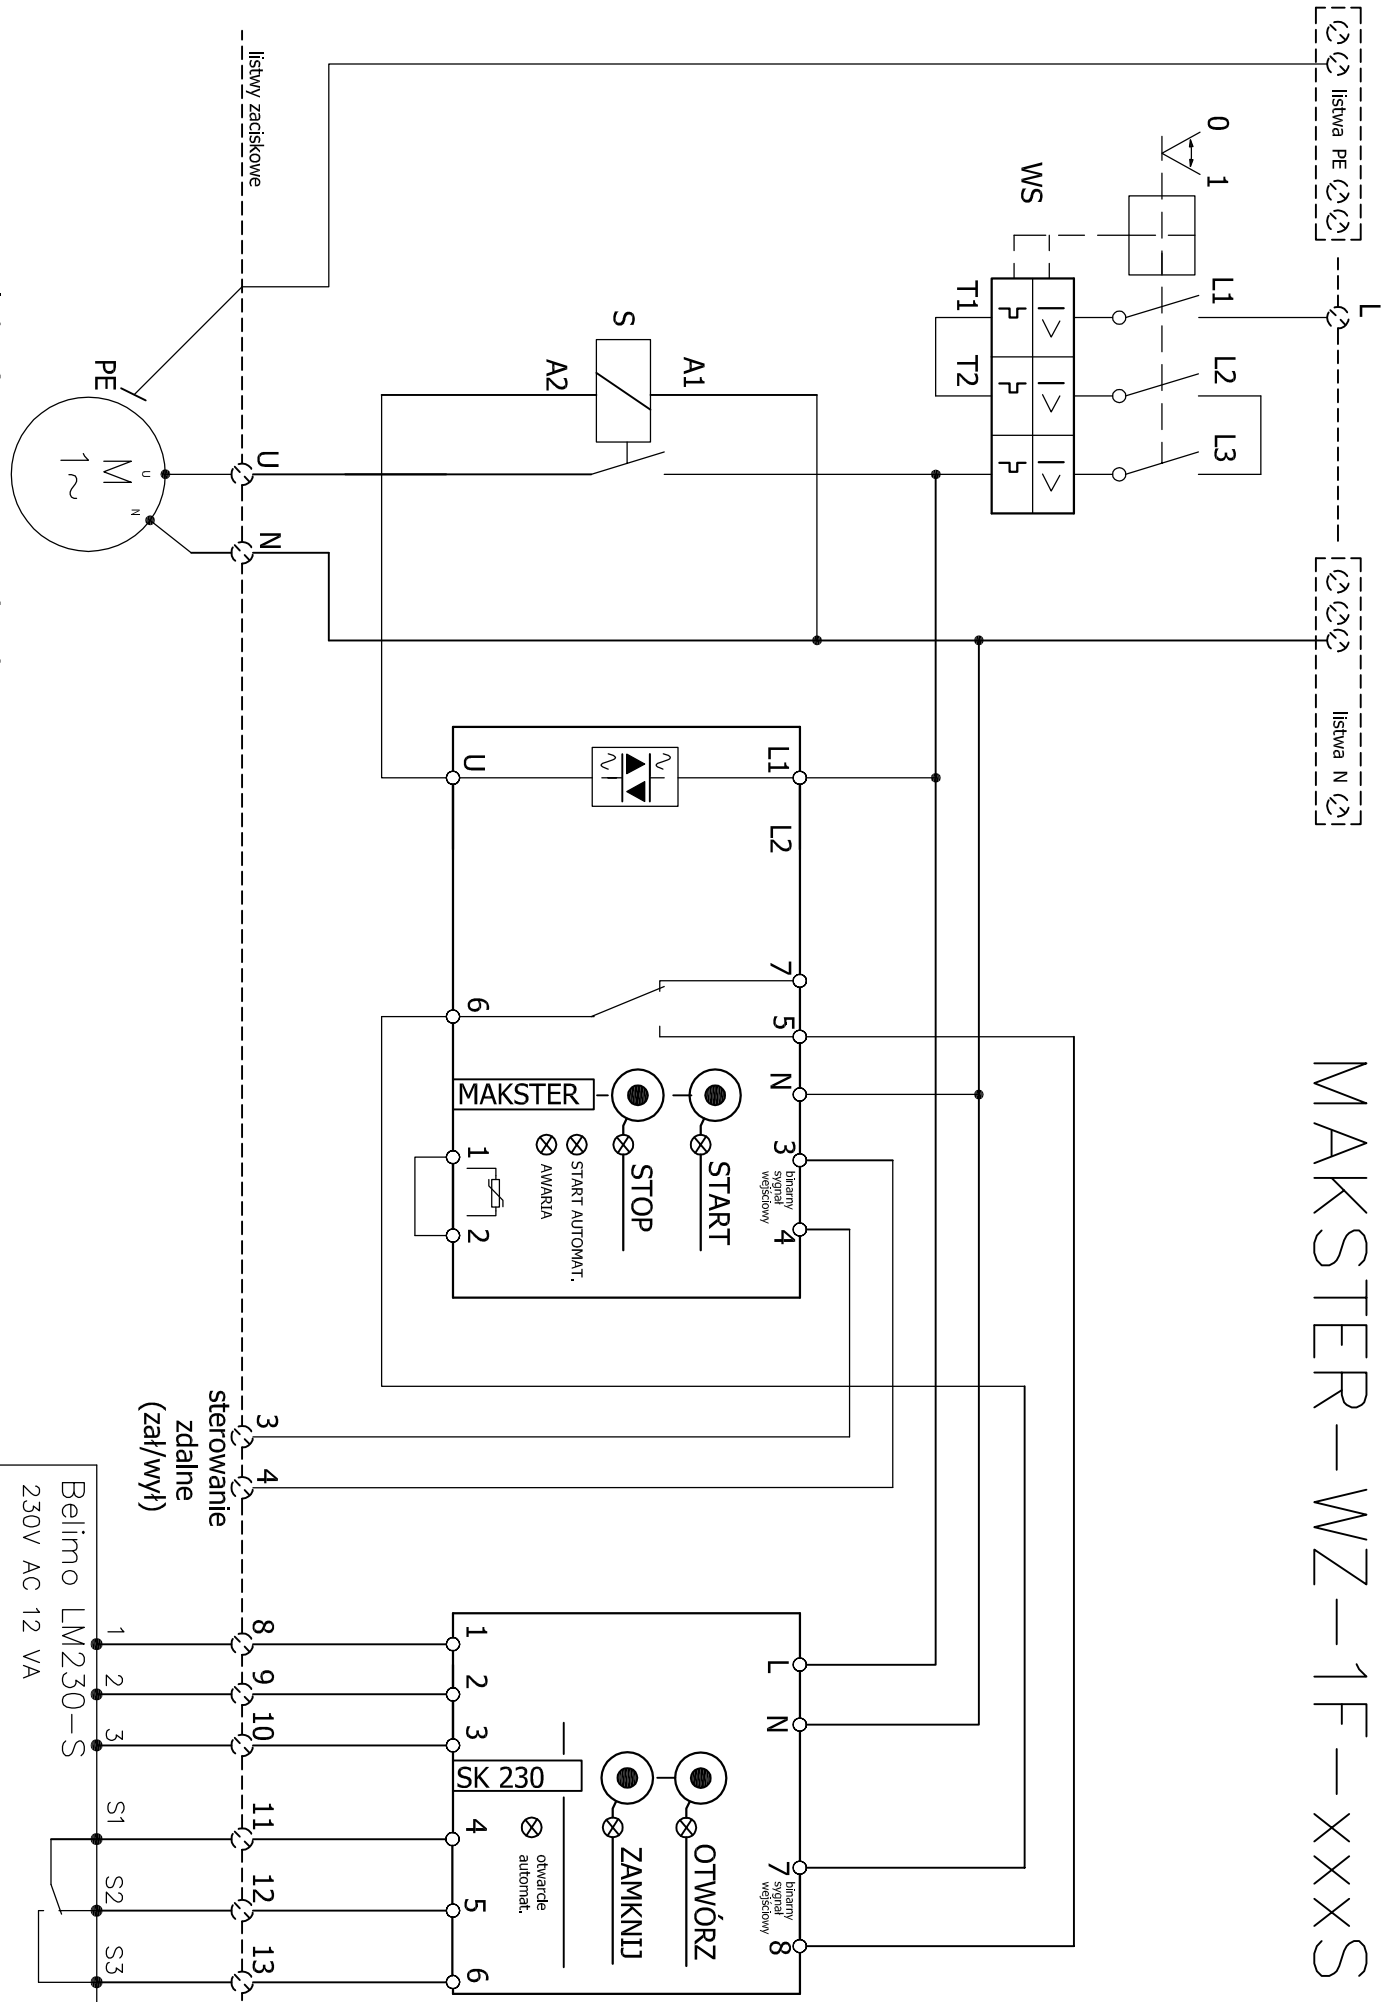 MAKSTER-WZ-1F-XXXS
listwa PE
L
listwa N
0
1
WS
L1
L2
L3
T1
T2
S
A1
A2
listwy zaciskowe
PE
U
N
M
1~
U
N
L1
L2
7
5
N
3
4
binarny
sygnał
wejściowy
U
6
MAKSTER
START
STOP
START AUTOMAT.
AWARIA
1
2
3
4
sterowanie
zdalne
(zał/wył)
L
N
7
8
binarny
sygnał
wejściowy
OTWÓRZ
ZAMKNIJ
otwarcie
automat.
SK 230
1
2
3
4
5
6
8
9
10
11
12
13
1
2
3
S1
S2
S3
Belimo LM230-S
230V AC 12 VA